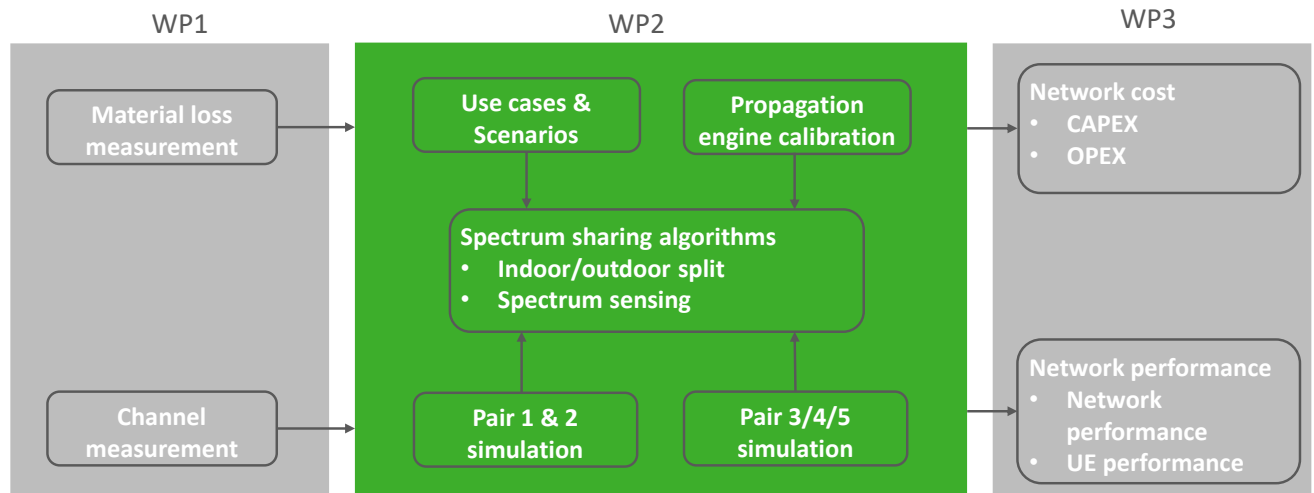 WP1
WP2
WP3
Material loss
measurement
Channel
measurement
Use cases &
Scenarios
Propagation
engine calibration
Spectrum sharing algorithms
• Indoor/outdoor split
• Spectrum sensing
Pair 1 & 2
simulation
Pair 3/4/5
simulation
Network cost
• CAPEX
• OPEX
Network performance
• Network
performance
• UE performance